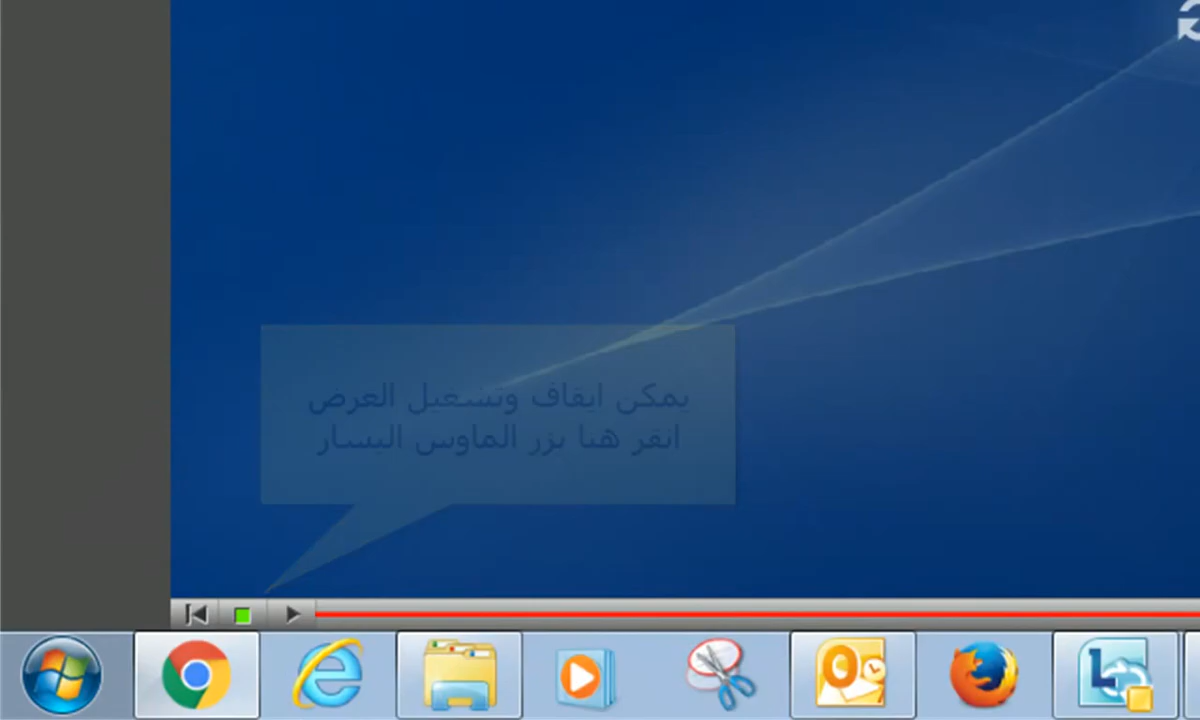 يمكن ايقاف وتشغيل العرض
انقر هنا بزر الماوس اليسار